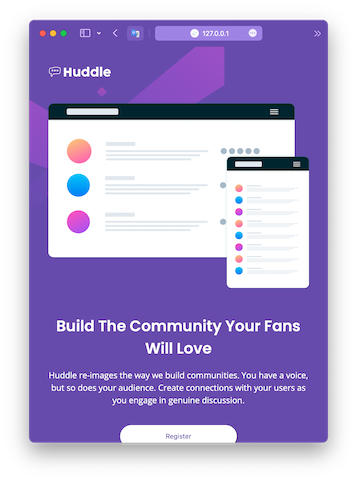 127.0.0.1
Huddle
Build The Community Your Fans
Will Love
Huddle re-images the way we build communities. You have a voice,
but so does your audience. Create connections with your users as
you engage in genuine discussion.
Register